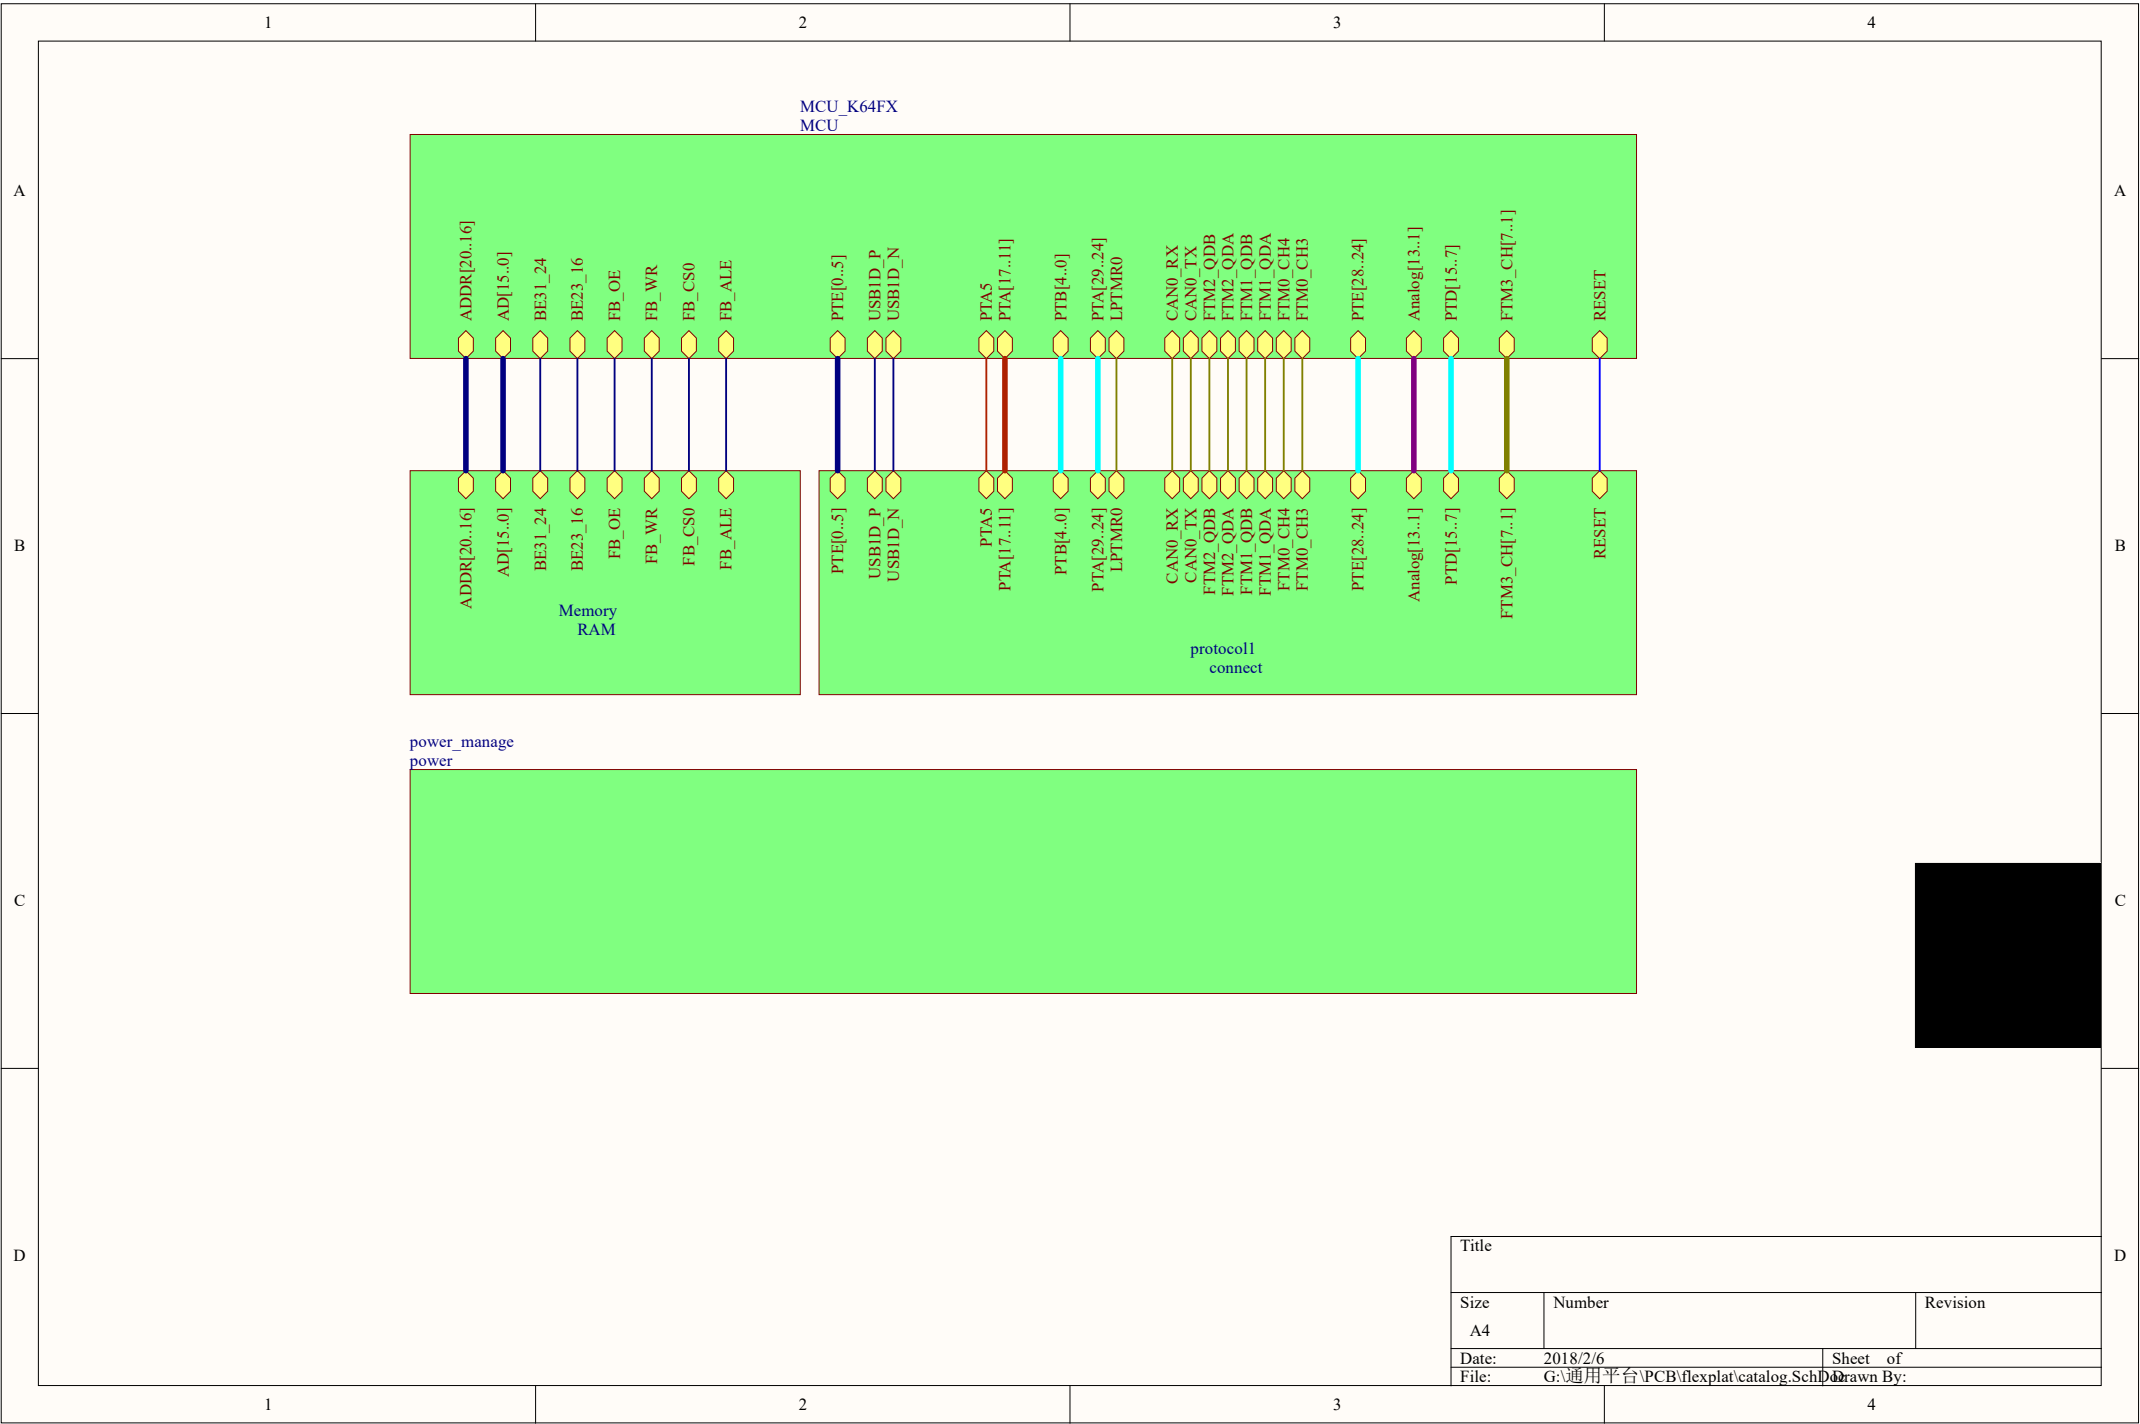 1 2 3 4
MCU_K64FX
MCU
A A
ADDR[20..16]
AD[15..0]
BE31_24
BE23_16
FB_OE
FB_WR
FB_CS0
FB_ALE
PTE[0..5]
USB1D_P
USB1D_N
PTA5
PTA[17..11]
PTB[4..0]
PTA[29..24]
LPTMR0
CAN0_RX
CAN0_TX
FTM2_QDB
FTM2_QDA
FTM1_QDB
FTM1_QDA
FTM0_CH4
FTM0_CH3
PTE[28..24]
Analog[13..1]
PTD[15..7]
FTM3_CH[7..1]
RESET
B B
ADDR[20..16]
AD[15..0]
BE31_24
BE23_16
FB_OE
FB_WR
FB_CS0
FB_ALE
Memory
RAM
PTE[0..5]
USB1D_P
USB1D_N
PTA5
PTA[17..11]
PTB[4..0]
PTA[29..24]
LPTMR0
CAN0_RX
CAN0_TX
FTM2_QDB
FTM2_QDA
FTM1_QDB
FTM1_QDA
FTM0_CH4
FTM0_CH3
PTE[28..24]
Analog[13..1]
PTD[15..7]
FTM3_CH[7..1]
RESET
protocol1
connect
power_manage
power
C C
D D
Title
Size Number Revision
A4
Date: 2018/2/6 Sheet of
File: G:\通用平台\PCB\flexplat\catalog.SchDoc Drawn By:
1 2 3 4